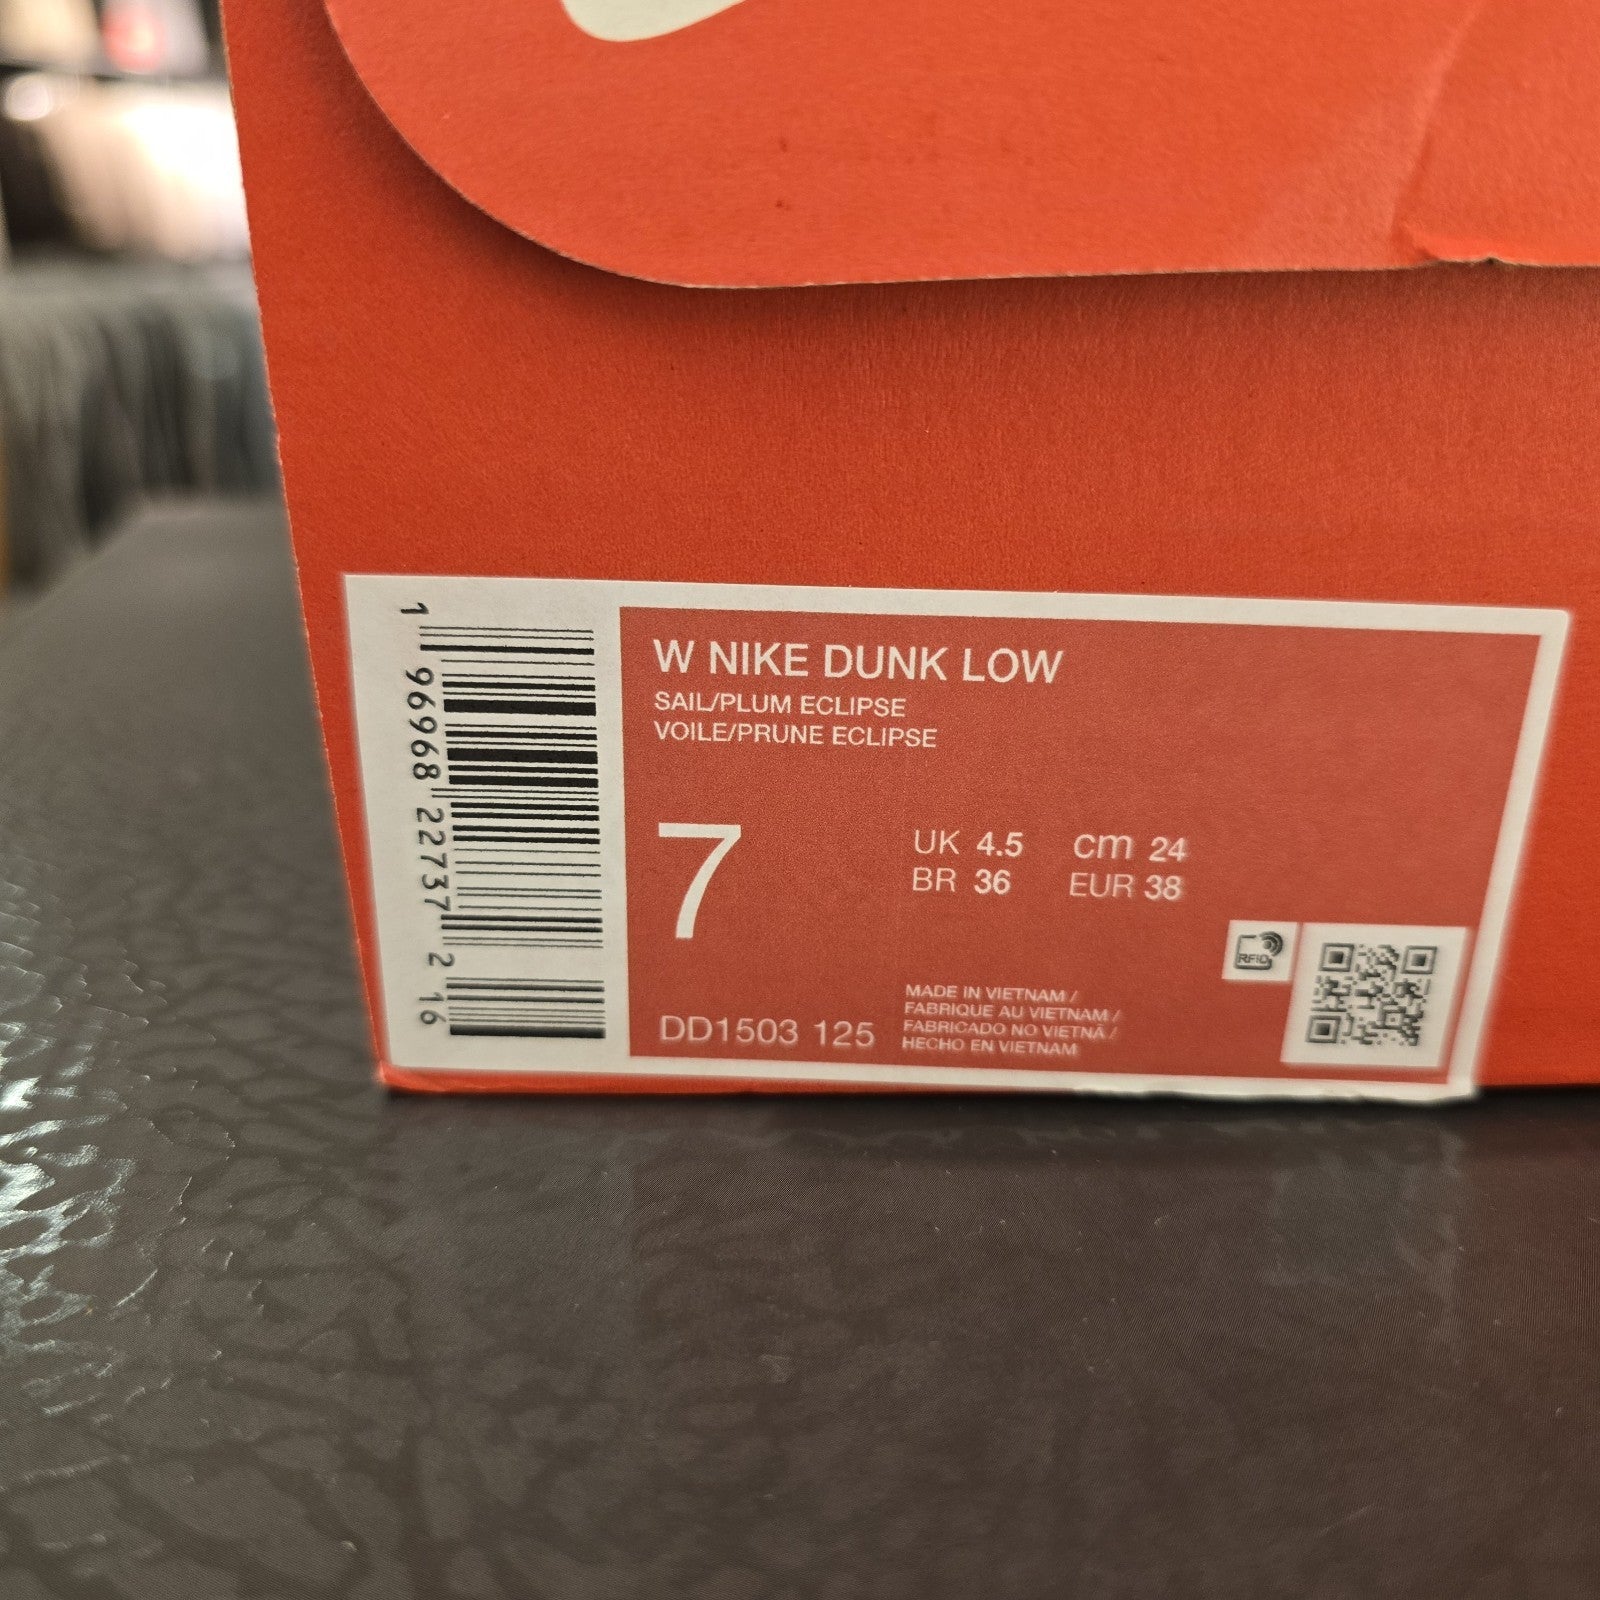 W NIKE DUNK LOW
SAIL/PLUM ECLIPSE
VOILE/PRUNE ECLIPSE
7
UK 4.5 cm 24
BR 36 EUR 38
RFID
DD1503 125
MADE IN VIETNAM /
FABRIQUE AU VIETNAM /
FABRICADO NO VIETNÃ /
HECHO EN VIETNAM
1 96968 22737 2 16